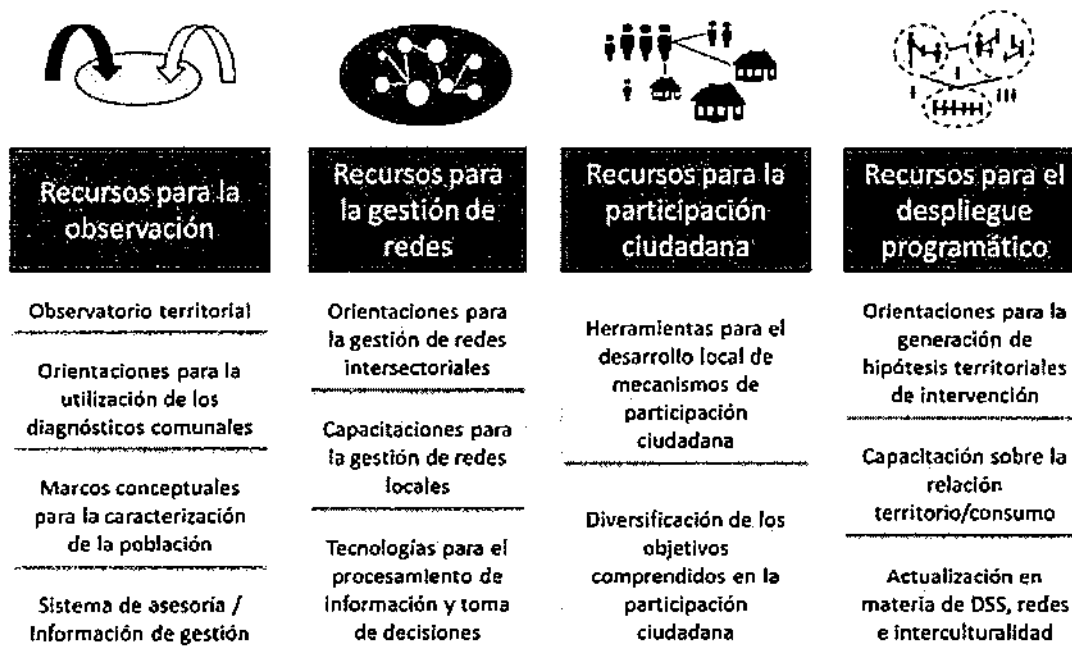 Recursos para la
observación
Observatorio territorial
Orientaciones para la
utilización de los
diagnósticos comunales
Marcos conceptuales
para la caracterización
de la población
Sistema de asesoría /
Información de gestión
Recursos para
la gestión de
redes
Orientaciones para
la gestión de redes
intersectoriales
Capacitaciones para
la gestión de redes
locales
Tecnologías para el
procesamiento de
información y toma
de decisiones
Recursos para la
participación
ciudadana
Herramientas para el
desarrollo local de
mecanismos de
participación
ciudadana
Diversificación de los
objetivos
comprendidos en la
participación
ciudadana
Recursos para el
despliegue
programático
Orientaciones para la
generación de
hipótesis territoriales
de intervención
Capacitación sobre la
relación
territorio/consumo
Actualización en
materia de DSS, redes
e interculturalidad